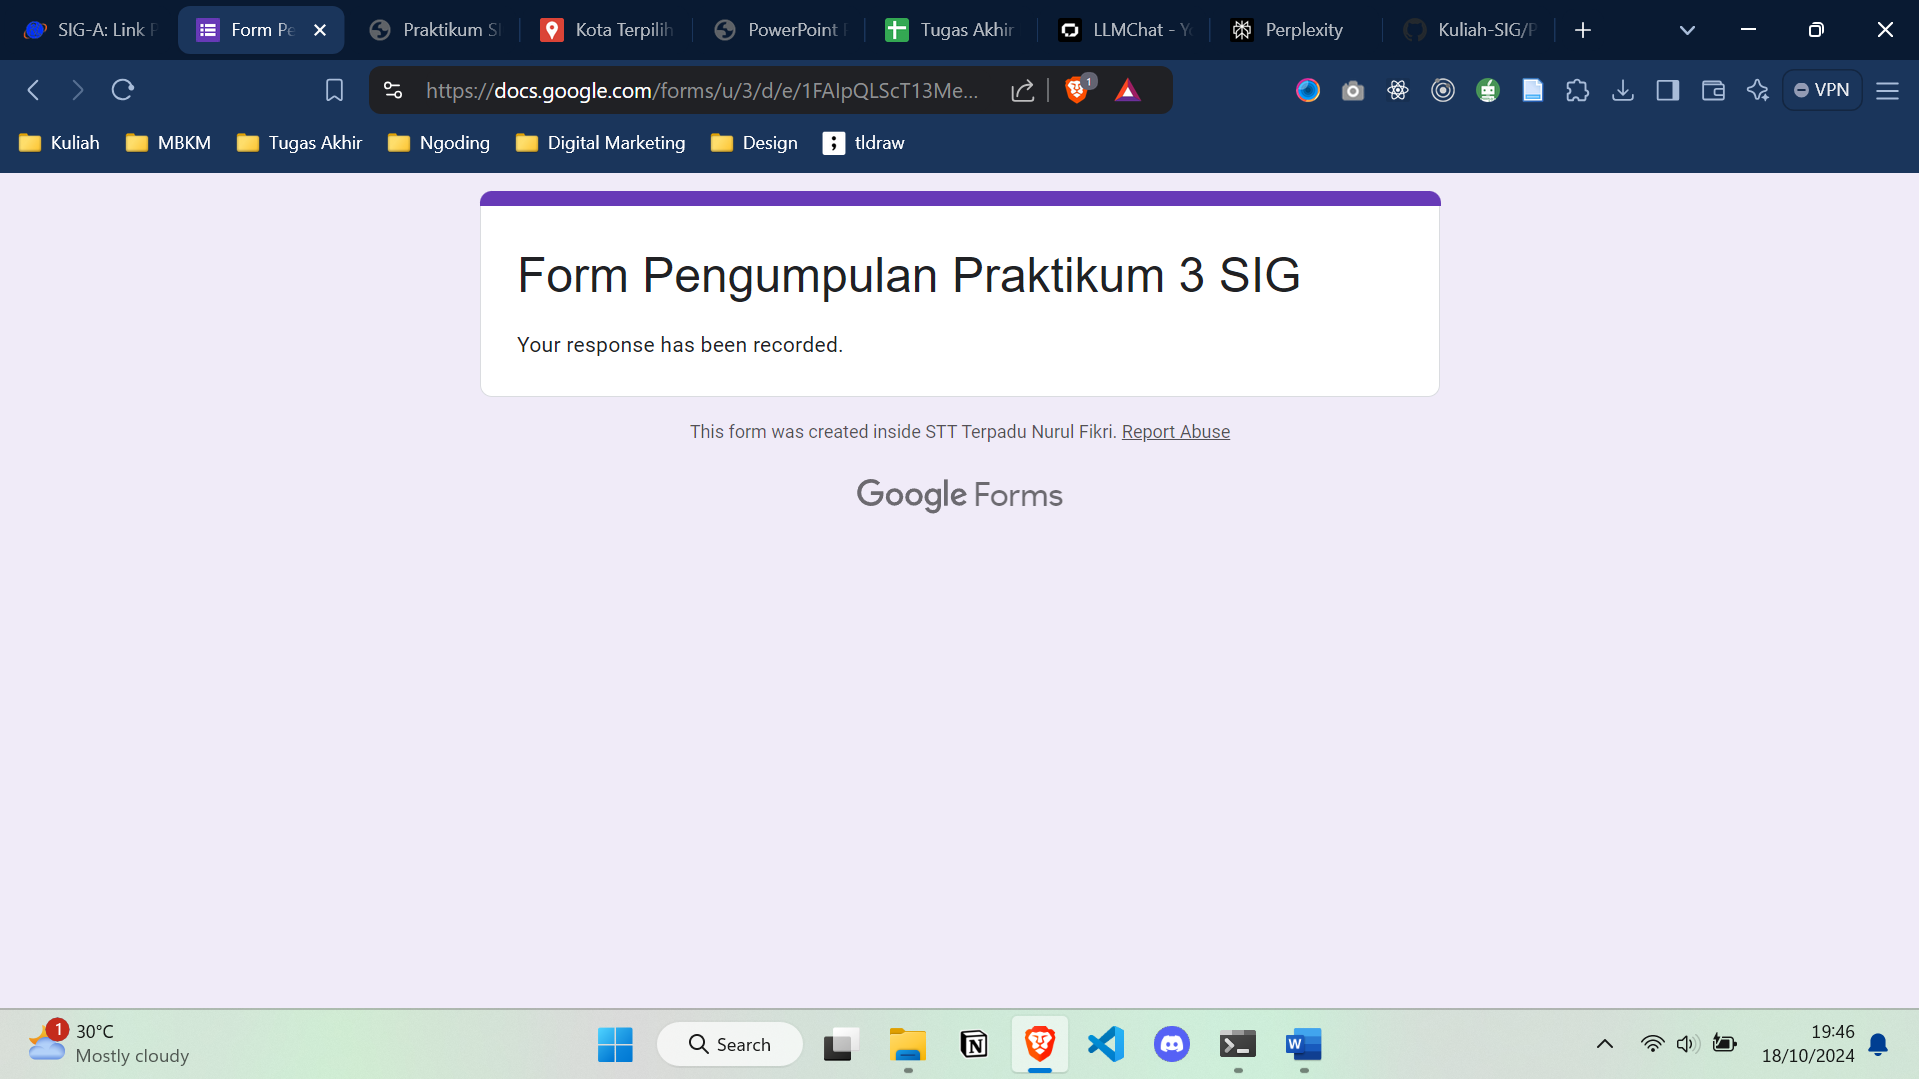 SIG-A: Link P
Form Pe
Praktikum SI
Kota Terpilih
PowerPoint
Tugas Akhir
LLMChat - Yo
Perplexity
Kuliah-SIG/P
https://docs.google.com/forms/u/3/d/e/1FAIpQLScT13Me...
1
VPN
Kuliah
MBKM
Tugas Akhir
Ngoding
Digital Marketing
Design
tldraw
Form Pengumpulan Praktikum 3 SIG
Your response has been recorded.
This form was created inside STT Terpadu Nurul Fikri. Report Abuse
Google Forms
1
30°C
Mostly cloudy
Search
19:46
18/10/2024